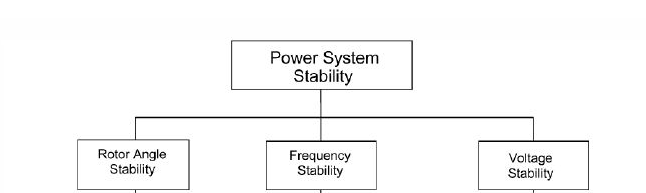 Power System
Stability
Rotor Angle
Stability
Frequency
Stability
Voltage
Stability